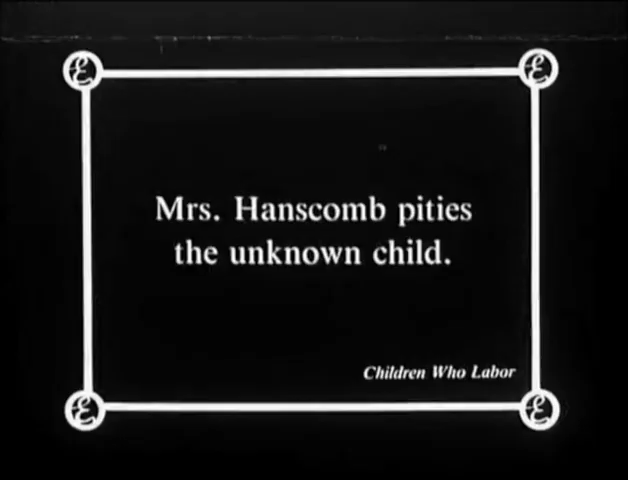 Mrs. Hanscomb pities
the unknown child.
Children Who Labor